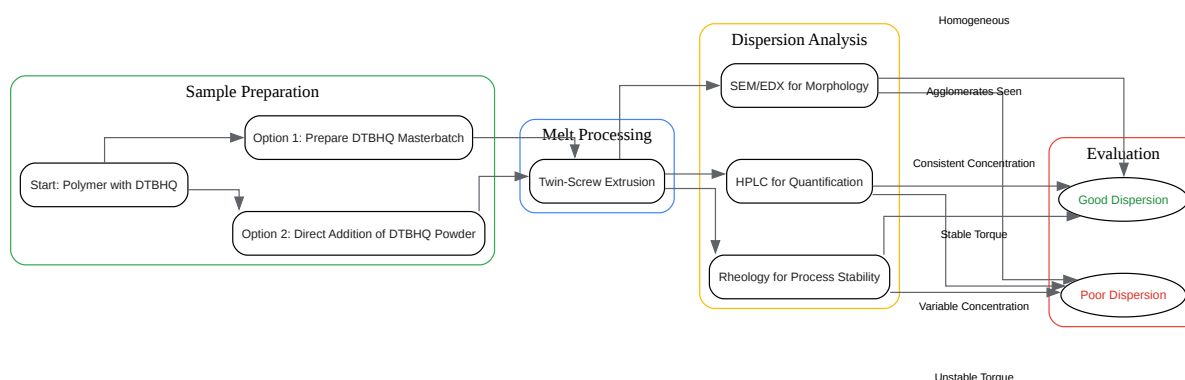 Sample Preparation
Start: Polymer with DTBHQ
Option 1: Prepare DTBHQ Masterbatch
Option 2: Direct Addition of DTBHQ Powder
Melt Processing
Twin-Screw Extrusion
Dispersion Analysis
SEM/EDX for Morphology
HPLC for Quantification
Rheology for Process Stability
Homogeneous
Agglomerates Seen
Consistent Concentration
Stable Torque
Variable Concentration
Unstable Torque
Evaluation
Good Dispersion
Poor Dispersion